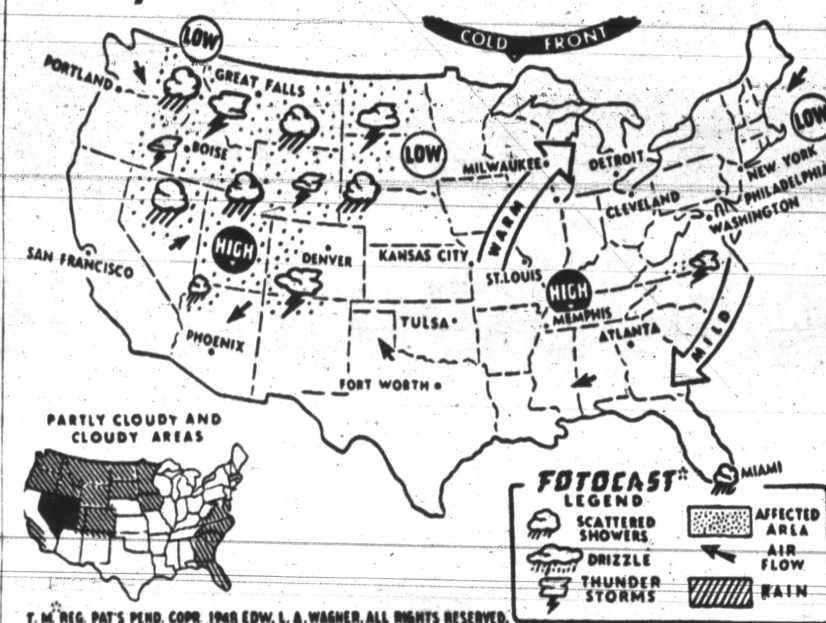 COLD FRONT
LOW
PORTLAND
GREAT FALLS
LOW
BOISE
LOW
MILWAUKEE
DETROIT
NEW YORK
PHILADELPHIA
CLEVELAND
WASHINGTON
WARM
HIGH
DENVER
KANSAS CITY
SAN FRANCISCO
ST. LOUIS
HIGH
MEMPHIS
TULSA
ATLANTA
MILD
PHOENIX
FORT WORTH
MIAMI
PARTLY CLOUDY AND
CLOUDY AREAS
FOTOCAST*
LEGEND
SCATTERED
SHOWERS
DRIZZLE
THUNDER
STORMS
AFFECTED
AREA
AIR
FLOW
RAIN
T. M.* REG. PAT'S PEND. COPR. 1948 EDW. L. A. WAGNER. ALL RIGHTS RESERVED.